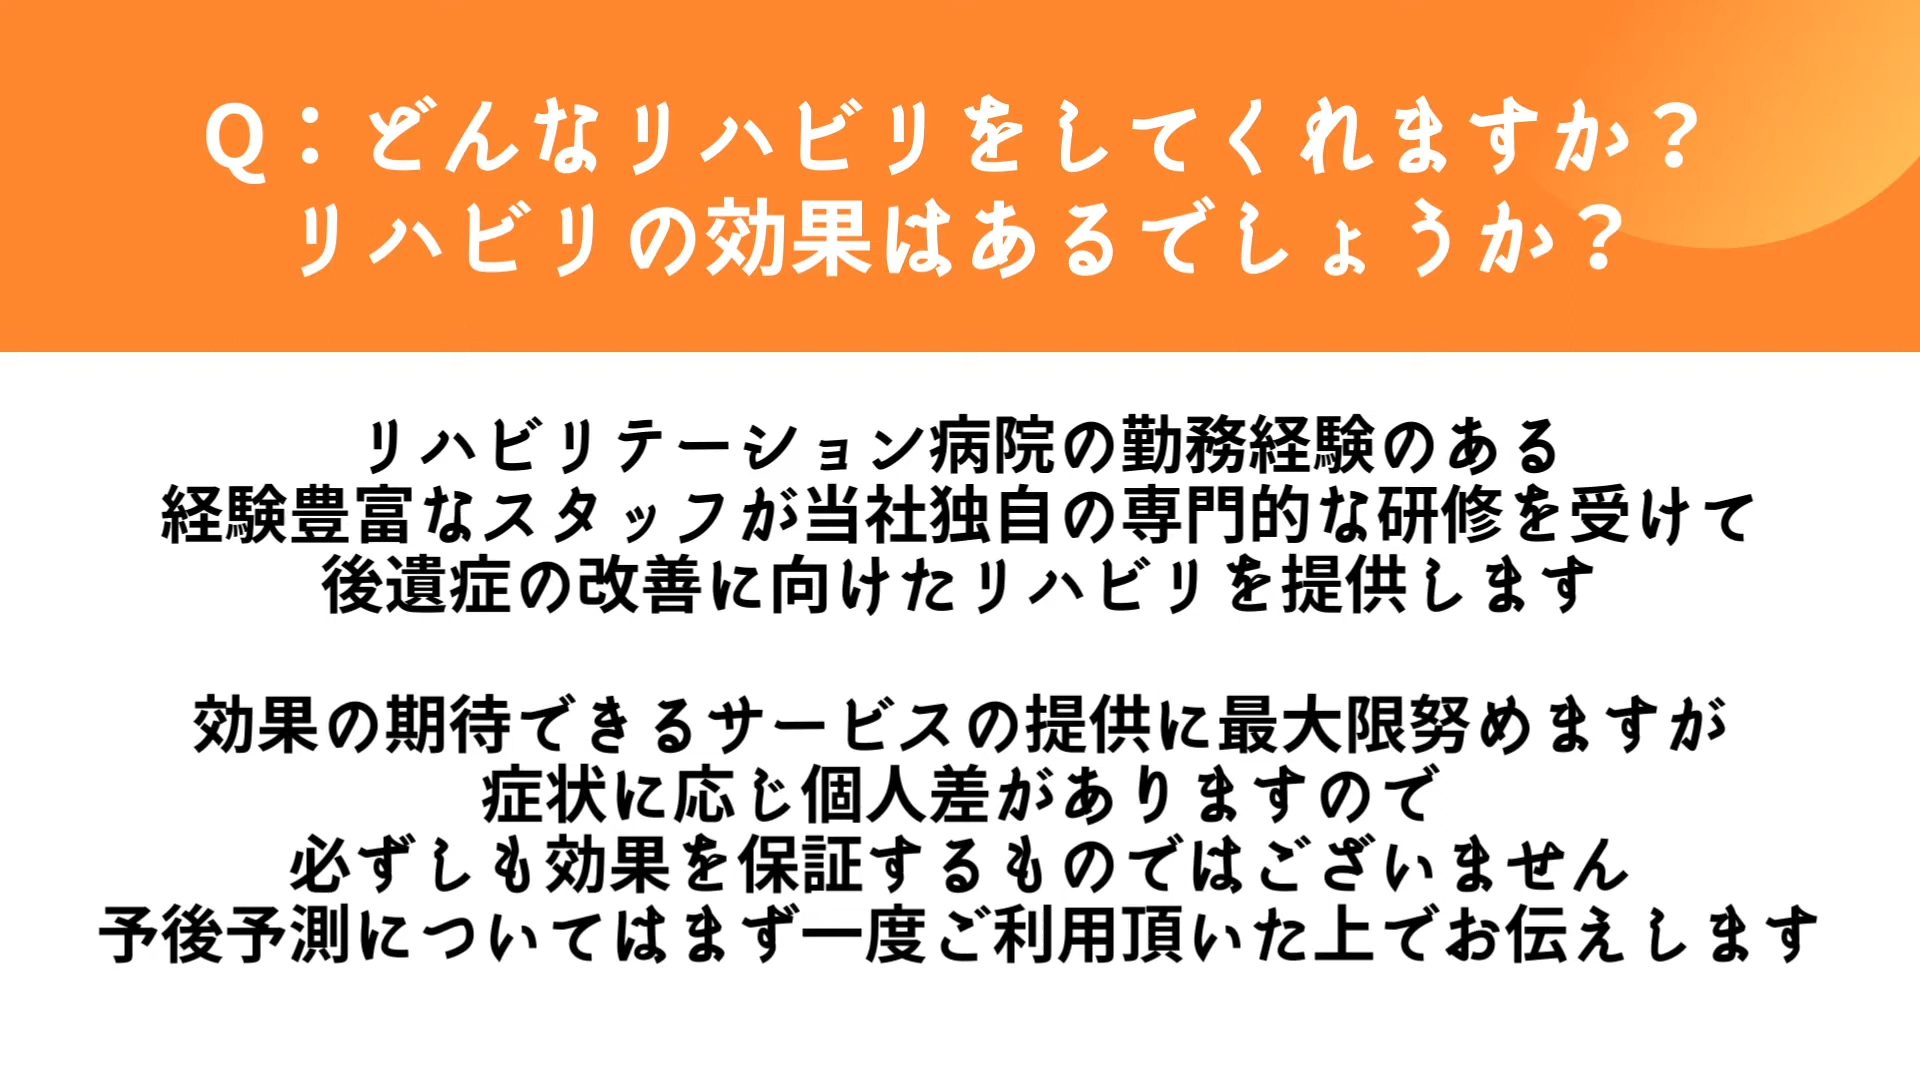 Q：どんなリハビリをしてくれますか？
リハビリの効果はあるでしょうか？
リハビリテーション病院の勤務経験のある
経験豊富なスタッフが当社独自の専門的な研修を受けて
後遺症の改善に向けたリハビリを提供します
効果の期待できるサービスの提供に最大限努めますが
症状に応じ個人差がありますので
必ずしも効果を保証するものではございません
予後予測についてはまず一度ご利用頂いた上でお伝えします